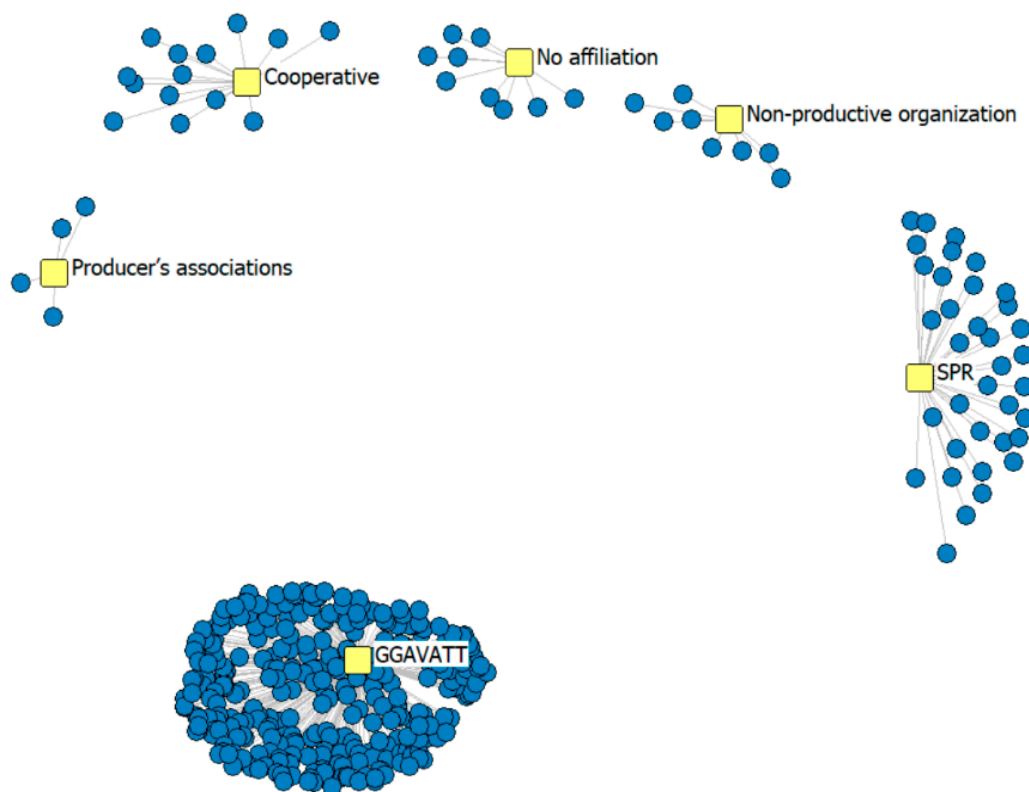 Cooperative
No affiliation
Non-productive organization
Producer's associations
SPR
GGAVATT